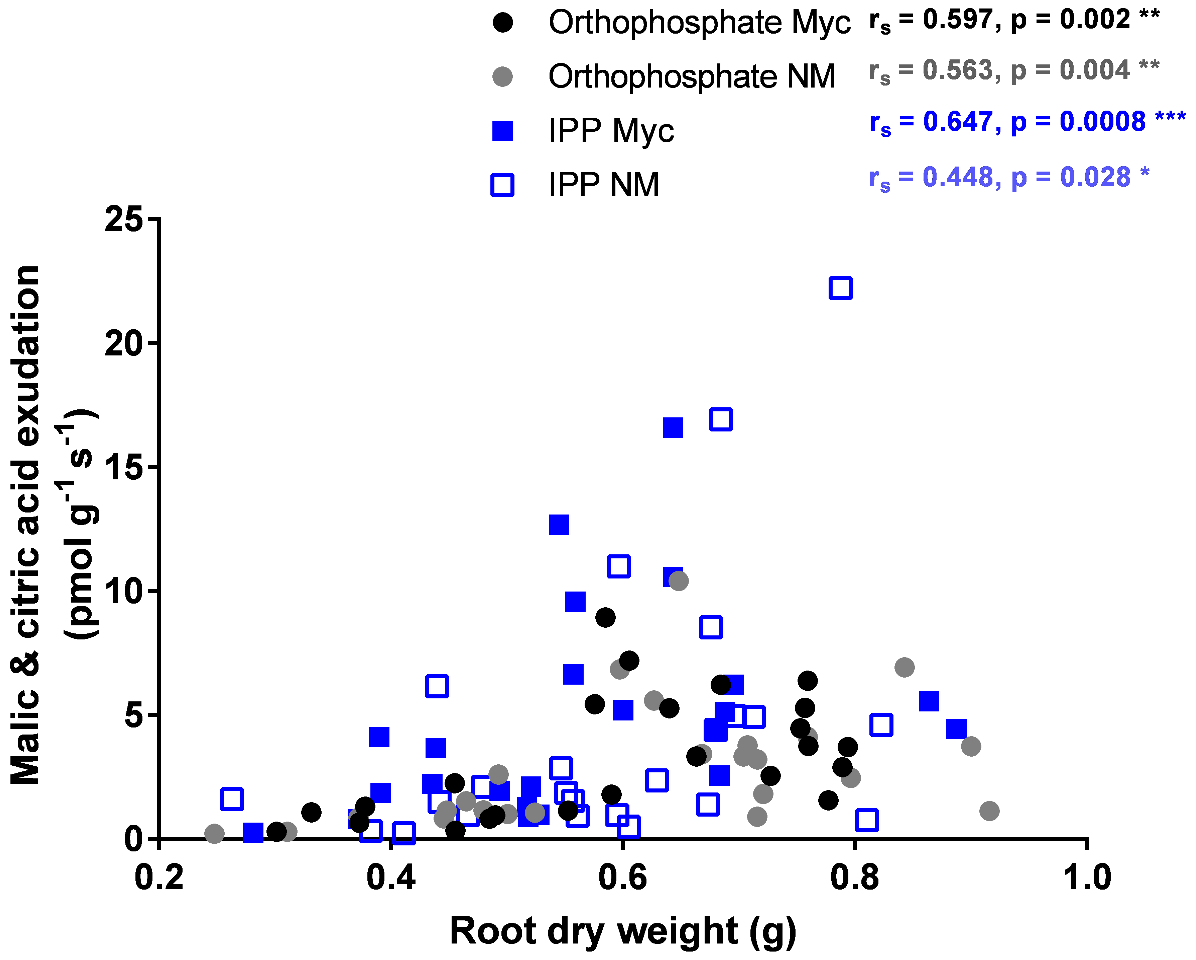 Orthophosphate Myc rs = 0.597, p = 0.002 **
Orthophosphate NM rs = 0.563, p = 0.004 **
IPP Myc rs = 0.647, p = 0.0008 ***
IPP NM rs = 0.448, p = 0.028 *
Malic & citric acid exudation
(pmol g-1 s-1)
25
20
15
10
5
0
0.2 0.4 0.6 0.8 1.0
Root dry weight (g)